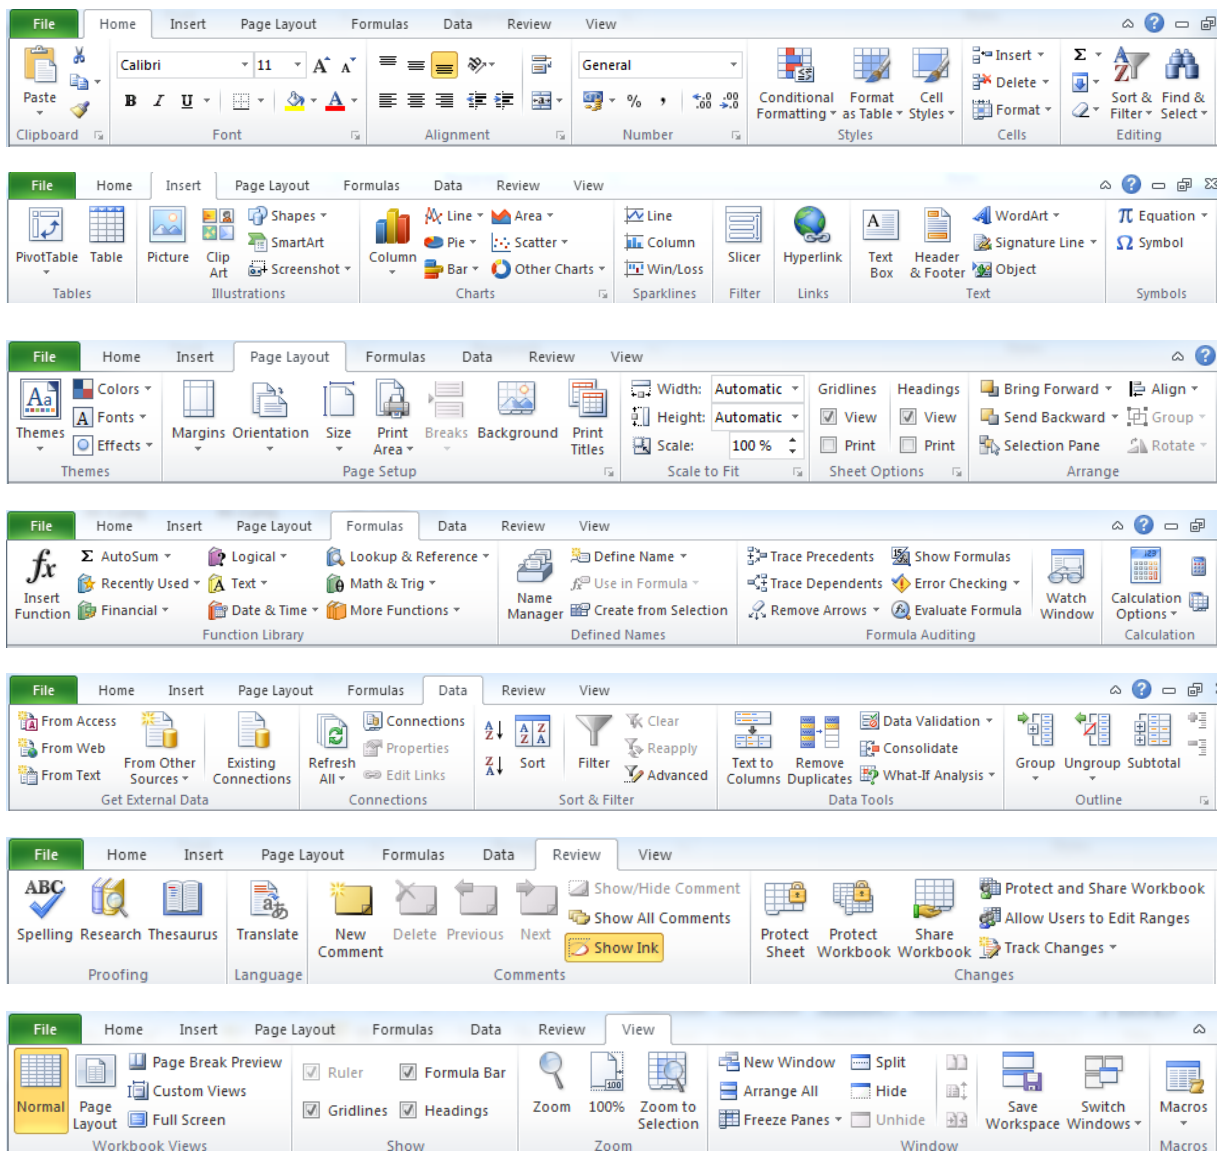 File Home Insert Page Layout Formulas Data Review View
Calibri 11 A A General
Paste B I U A % , .0 .00 .00 .0 Conditional Formatting Format as Table Cell Styles Insert Delete Format Σ Sort & Filter Find & Select
Clipboard Font Alignment Number Styles Cells Editing
File Home Insert Page Layout Formulas Data Review View
PivotTable Table Picture Clip Art Shapes SmartArt Screenshot Column Line Pie Bar Area Scatter Other Charts Line Column Win/Loss Slicer Hyperlink Text Box Header & Footer WordArt Signature Line Object π Equation Ω Symbol
Tables Illustrations Charts Sparklines Filter Links Text Symbols
File Home Insert Page Layout Formulas Data Review View
Aa Colors Width: Automatic Gridlines Headings Bring Forward Align
A Fonts Height: Automatic View View Send Backward Group
Themes Effects Margins Orientation Size Print Area Breaks Background Print Titles Scale: 100 % Print Print Selection Pane Rotate
Themes Page Setup Scale to Fit Sheet Options Arrange
File Home Insert Page Layout Formulas Data Review View
fx Σ AutoSum Logical Lookup & Reference Define Name Trace Precedents Show Formulas
Recently Used Text Math & Trig Use in Formula Trace Dependents Error Checking
Insert Function Financial Date & Time More Functions Name Manager Create from Selection Remove Arrows Evaluate Formula Watch Window Calculation Options
Function Library Defined Names Formula Auditing Calculation
File Home Insert Page Layout Formulas Data Review View
From Access Connections Clear Data Validation
From Web Properties Reapply Consolidate
From Text From Other Sources Existing Connections Refresh All Edit Links Sort Filter Advanced Text to Columns Remove Duplicates What-If Analysis Group Ungroup Subtotal
Get External Data Connections Sort & Filter Data Tools Outline
File Home Insert Page Layout Formulas Data Review View
ABC Show/Hide Comment Protect and Share Workbook
Show All Comments Allow Users to Edit Ranges
Spelling Research Thesaurus Translate New Comment Delete Previous Next Show Ink Protect Sheet Protect Workbook Share Workbook Track Changes
Proofing Language Comments Changes
File Home Insert Page Layout Formulas Data Review View
Page Break Preview Ruler Formula Bar 100 New Window Split
Custom Views Arrange All Hide
Normal Page Layout Full Screen Gridlines Headings Zoom 100% Zoom to Selection Freeze Panes Unhide Save Workspace Switch Windows Macros
Workbook Views Show Zoom Window Macros